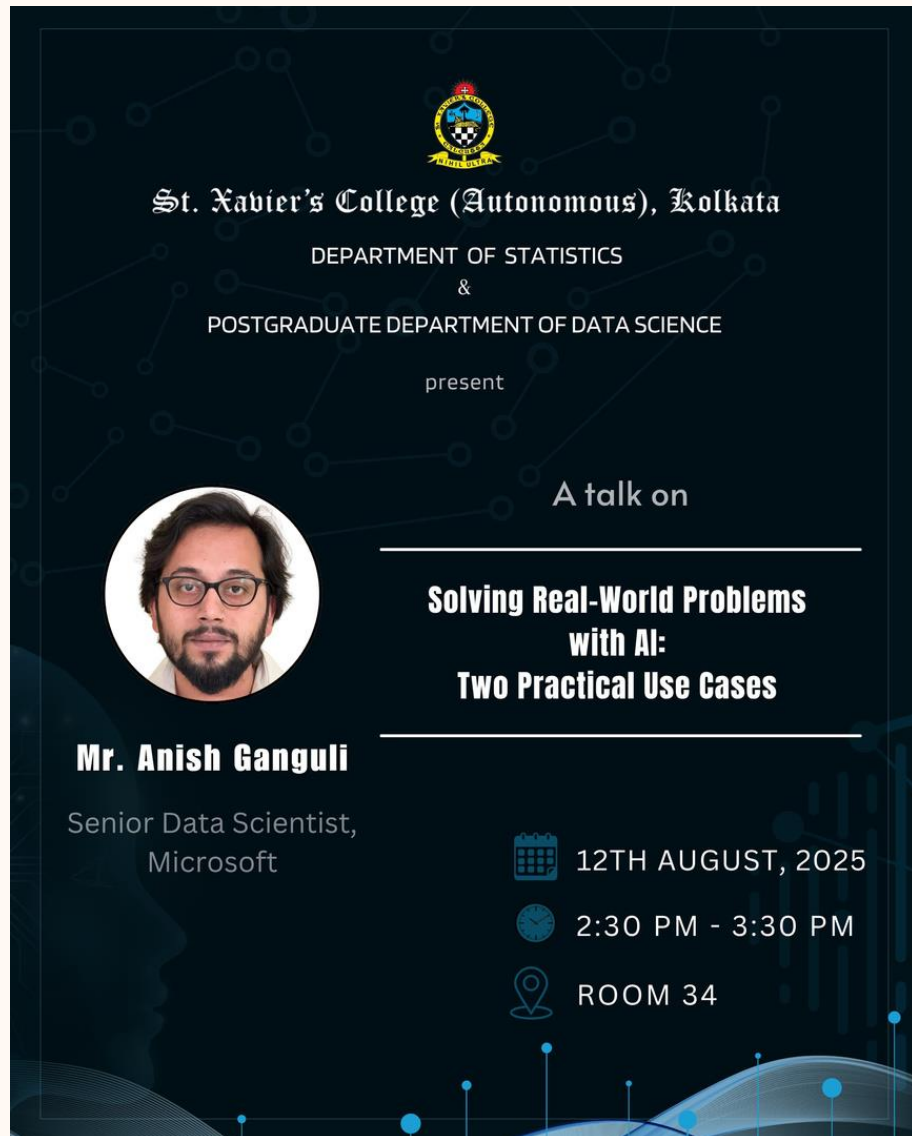 St. Xavier's College (Autonomous), Kolkata
DEPARTMENT OF STATISTICS
&
POSTGRADUATE DEPARTMENT OF DATA SCIENCE
present
A talk on
Solving Real-World Problems
with AI:
Two Practical Use Cases
Mr. Anish Ganguli
Senior Data Scientist,
Microsoft
12TH AUGUST, 2025
2:30 PM - 3:30 PM
ROOM 34
NIHIL ULTRA